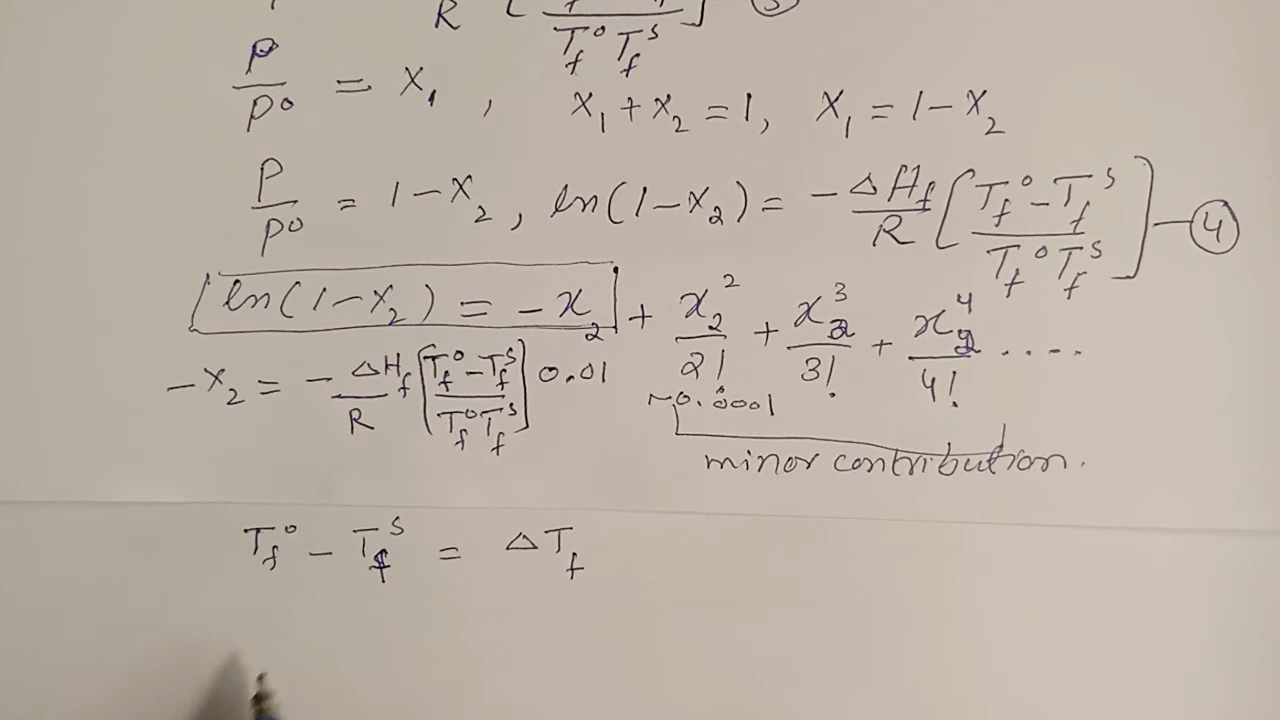 R [ / T_f° T_f^s ] (3)
P/P° = X₁ , X₁ + X₂ = 1, X₁ = 1 - X₂
P/P° = 1 - X₂, ln(1 - X₂) = - ΔH_f/R [ T_f° - T_f^s / T_f° T_f^s ] — (4)
ln(1 - X₂) = - x₂ + x₂²/2! + x₂³/3! + x₂⁴/4! .....
- X₂ = - ΔH_f/R [ T_f° - T_f^s / T_f° T_f^s ] 0.01 ~0.0001
minor contribution.
T_f° - T_f^s = ΔT_f